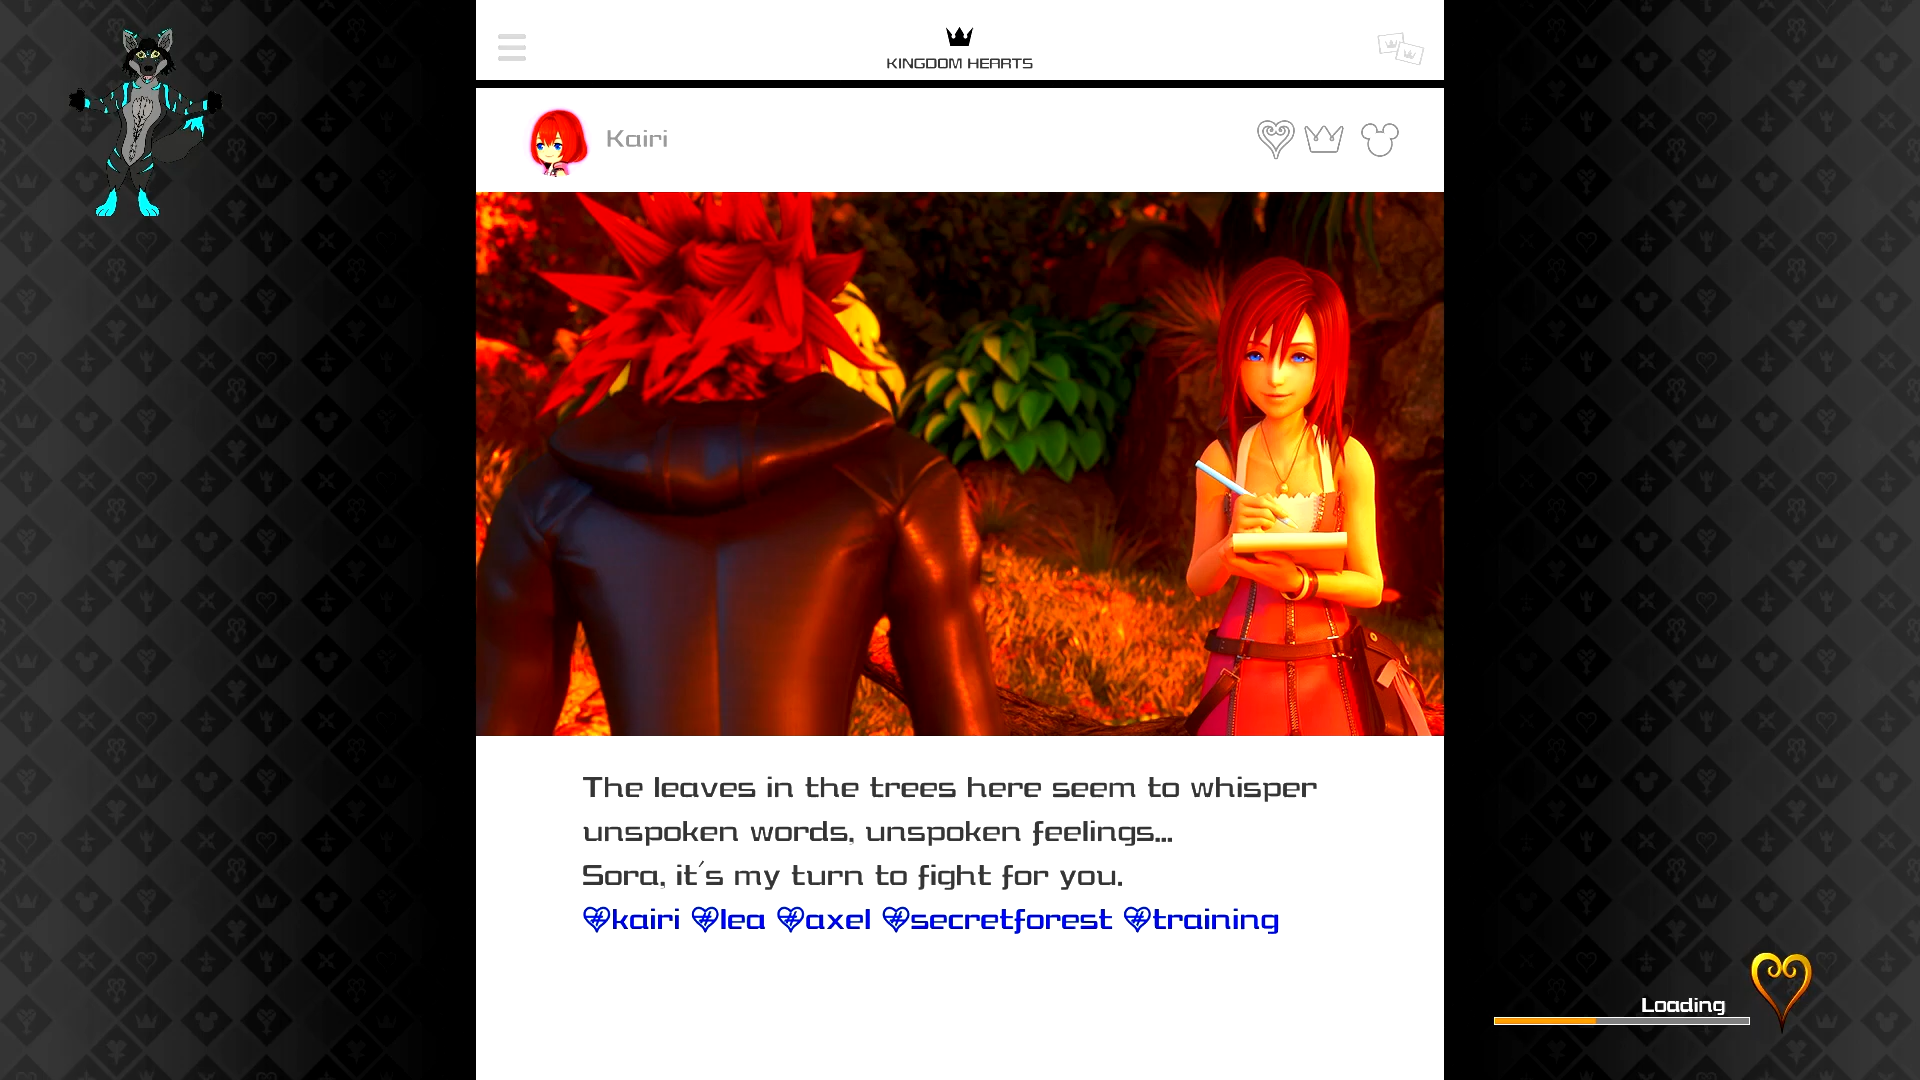 KINGDOM HEARTS
Kairi
The leaves in the trees here seem to whisper
unspoken words, unspoken feelings...
Sora, it's my turn to fight for you.
#kairi #lea #axel #secretforest #training
Loading